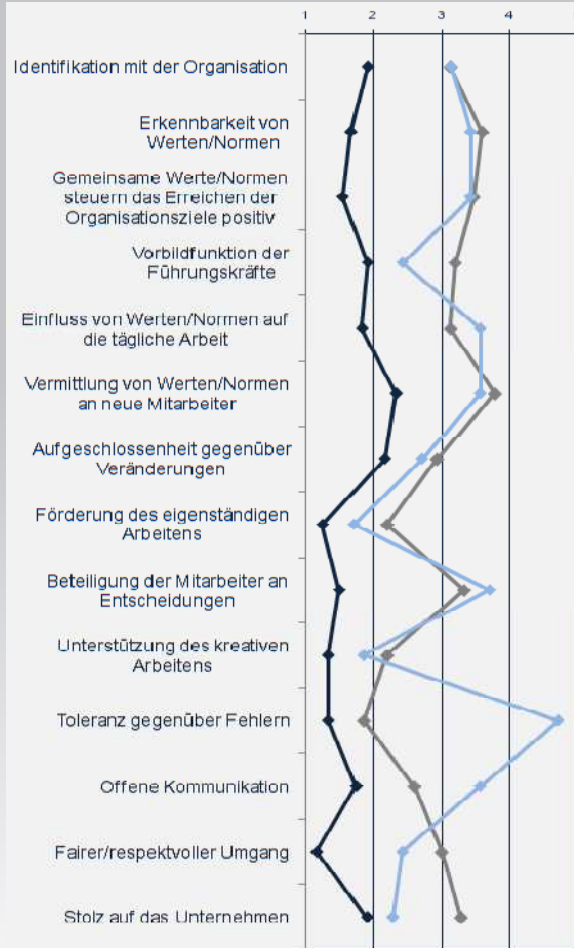 1 2 3 4
Identifikation mit der Organisation
Erkennbarkeit von
Werten/Normen
Gemeinsame Werte/Normen
steuern das Erreichen der
Organisationsziele positiv
Vorbildfunktion der
Führungskräfte
Einfluss von Werten/Normen auf
die tägliche Arbeit
Vermittlung von Werten/Normen
an neue Mitarbeiter
Aufgeschlossenheit gegenüber
Veränderungen
Förderung des eigenständigen
Arbeitens
Beteiligung der Mitarbeiter an
Entscheidungen
Unterstützung des kreativen
Arbeitens
Toleranz gegenüber Fehlern
Offene Kommunikation
Fairer/respektvoller Umgang
Stolz auf das Unternehmen